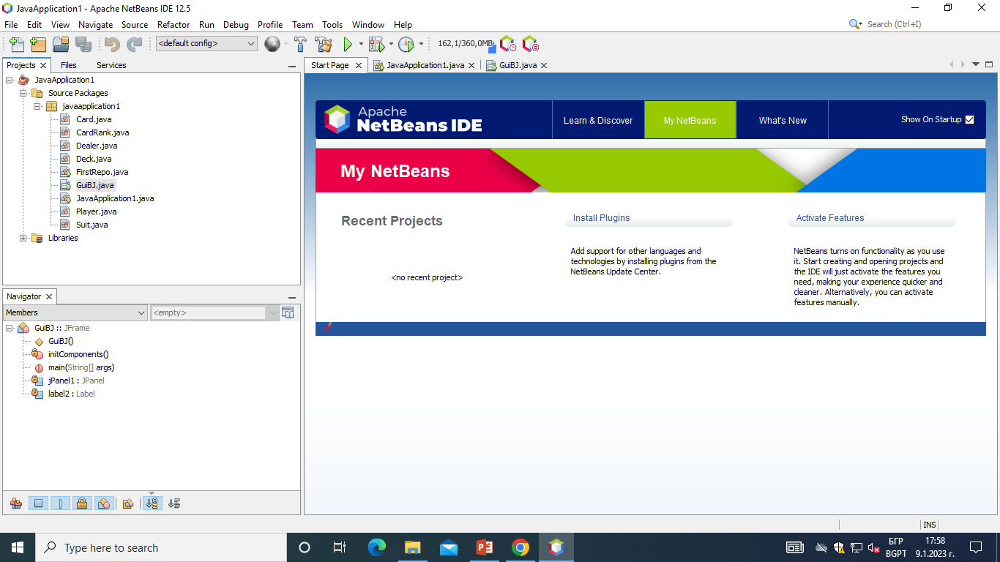 JavaApplication1 - Apache NetBeans IDE 12.5
File Edit View Navigate Source Refactor Run Debug Profile Team Tools Window Help
Search (Ctrl+I)
<default config>
162,1/360,0MB
Projects Files Services
Start Page JavaApplication1.java GuiBJ.java
JavaApplication1
Source Packages
javaapplication1
Card.java
CardRank.java
Dealer.java
Deck.java
FirstRepo.java
GuiBJ.java
JavaApplication1.java
Player.java
Suit.java
Libraries
Apache
NetBeans IDE
Learn & Discover
My NetBeans
What's New
Show On Startup
My NetBeans
Recent Projects
<no recent project>
Install Plugins
Add support for other languages and
technologies by installing plugins from the
NetBeans Update Center.
Activate Features
NetBeans turns on functionality as you use
it. Start creating and opening projects and
the IDE will just activate the features you
need, making your experience quicker and
cleaner. Alternatively, you can activate
features manually.
Navigator
Members
<empty>
GuiBJ :: JFrame
GuiBJ()
initComponents()
main(String[] args)
jPanel1 : JPanel
label2 : Label
INS
Type here to search
БГР
BGPT
17:58
9.1.2023 г.